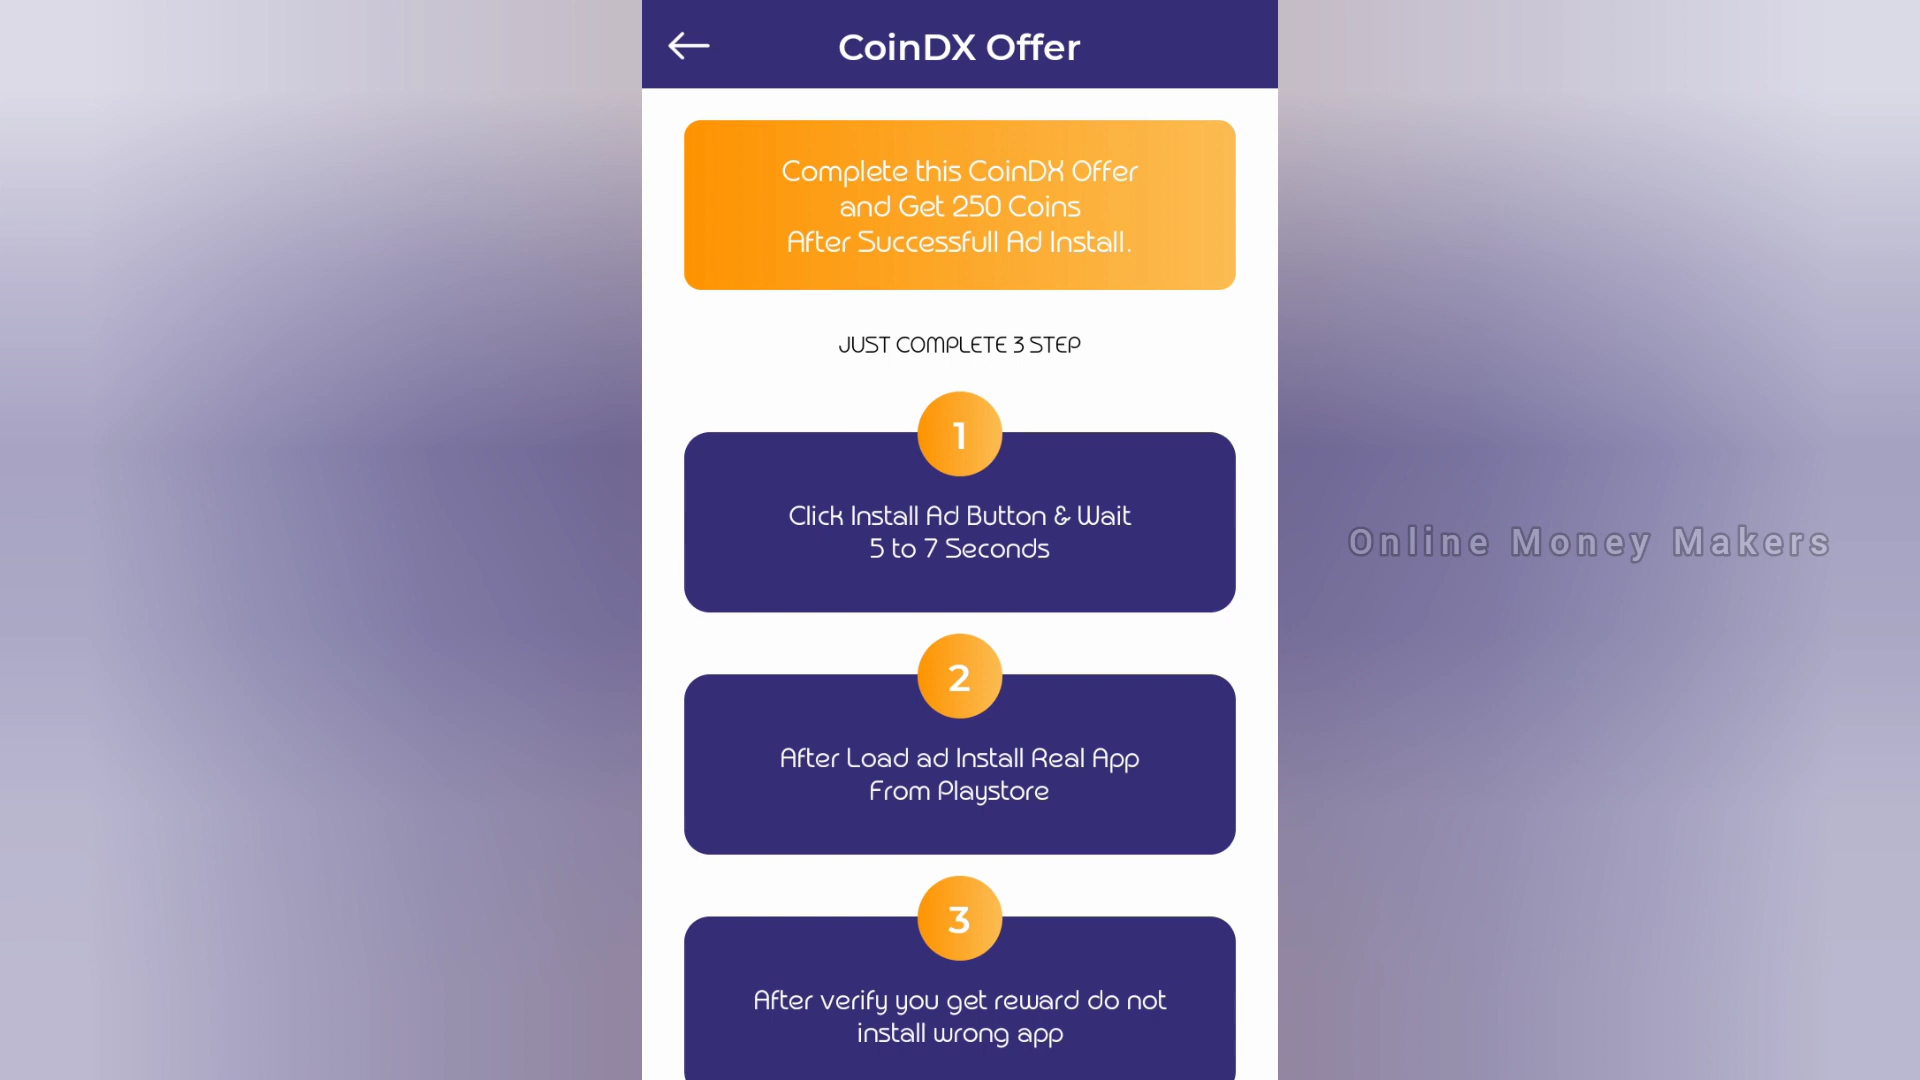 CoinDX Offer
Complete this CoinDX Offer
and Get 250 Coins
After Successfull Ad Install.
JUST COMPLETE 3 STEP
1
Click Install Ad Button & Wait
5 to 7 Seconds
Online Money Makers
2
After Load ad Install Real App
From Playstore
3
After verify you get reward do not
install wrong app